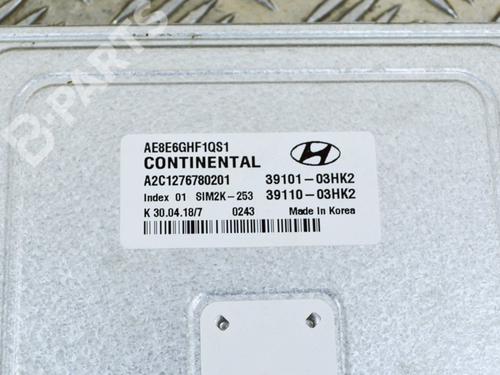 B-PARTS
AE8E6GHF1QS1
CONTINENTAL
A2C1276780201 39101-03HK2
Index 01 SIM2K-253 39110-03HK2
K 30.04.18/7 0243 Made in Korea